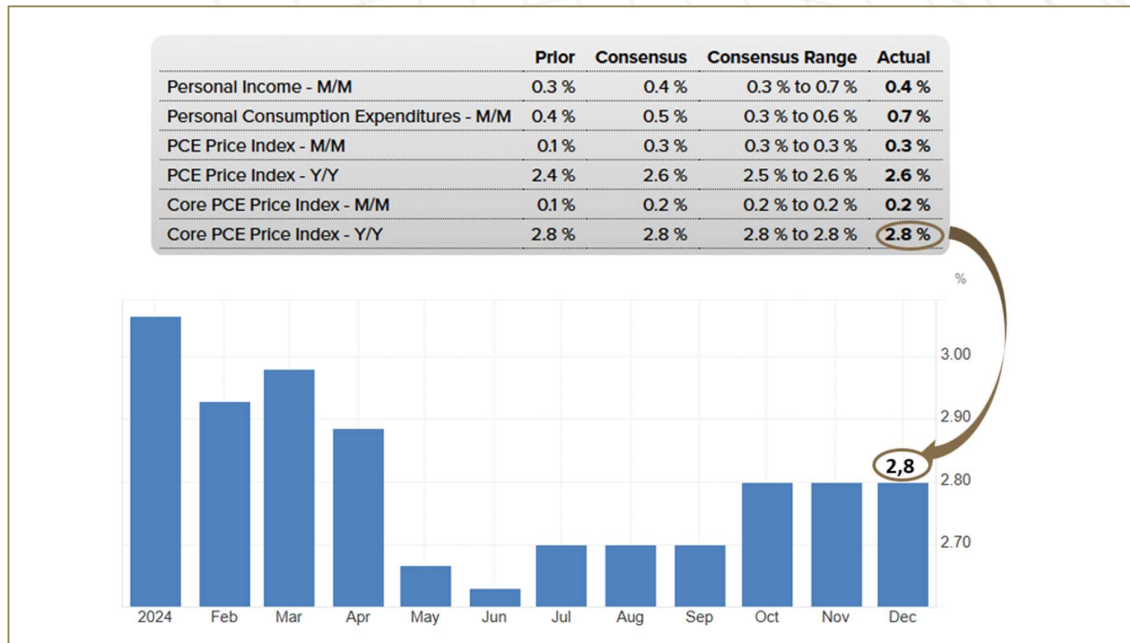 Prior Consensus Consensus Range Actual
Personal Income - M/M 0.3 % 0.4 % 0.3 % to 0.7 % 0.4 %
Personal Consumption Expenditures - M/M 0.4 % 0.5 % 0.3 % to 0.6 % 0.7 %
PCE Price Index - M/M 0.1 % 0.3 % 0.3 % to 0.3 % 0.3 %
PCE Price Index - Y/Y 2.4 % 2.6 % 2.5 % to 2.6 % 2.6 %
Core PCE Price Index - M/M 0.1 % 0.2 % 0.2 % to 0.2 % 0.2 %
Core PCE Price Index - Y/Y 2.8 % 2.8 % 2.8 % to 2.8 % 2.8 %
%
3.00
2.90
2,8
2.80
2.70
2024 Feb Mar Apr May Jun Jul Aug Sep Oct Nov Dec